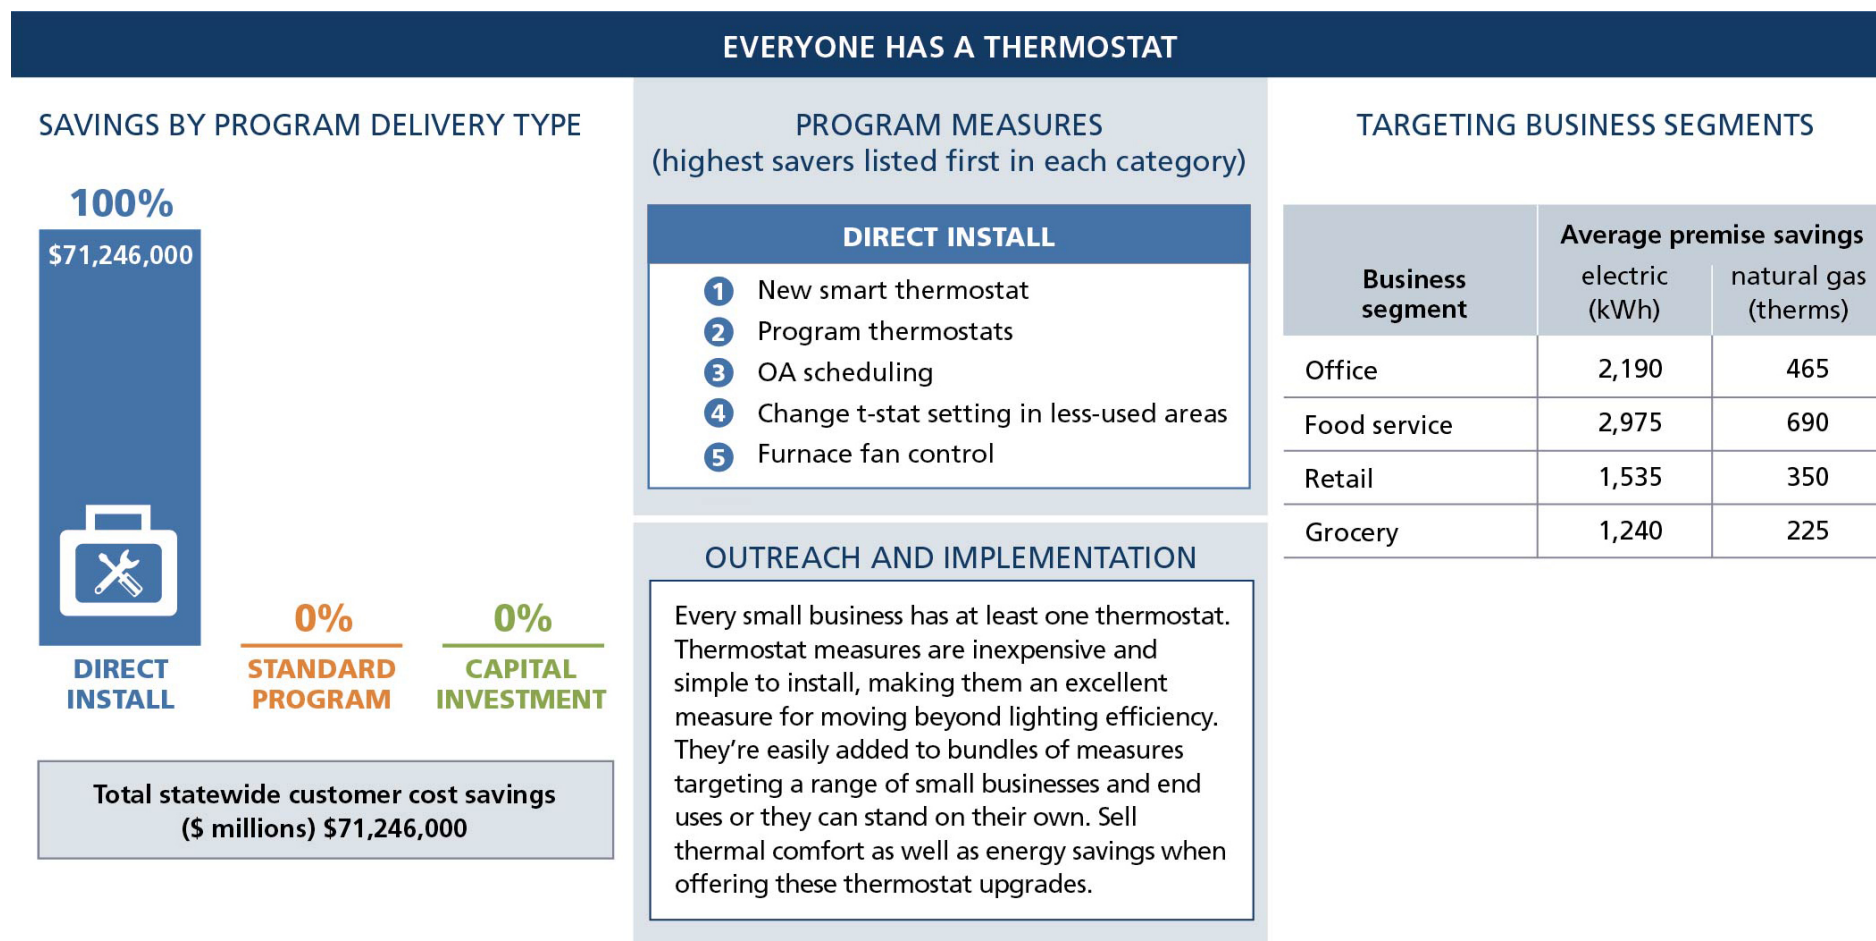 EVERYONE HAS A THERMOSTAT
SAVINGS BY PROGRAM DELIVERY TYPE
100%
$71,246,000
0%
0%
DIRECT
INSTALL
STANDARD
PROGRAM
CAPITAL
INVESTMENT
Total statewide customer cost savings
($ millions) $71,246,000
PROGRAM MEASURES
(highest savers listed first in each category)
DIRECT INSTALL
1 New smart thermostat
2 Program thermostats
3 OA scheduling
4 Change t-stat setting in less-used areas
5 Furnace fan control
OUTREACH AND IMPLEMENTATION
Every small business has at least one thermostat.
Thermostat measures are inexpensive and
simple to install, making them an excellent
measure for moving beyond lighting efficiency.
They’re easily added to bundles of measures
targeting a range of small businesses and end
uses or they can stand on their own. Sell
thermal comfort as well as energy savings when
offering these thermostat upgrades.
TARGETING BUSINESS SEGMENTS
Business
segment
Average premise savings
electric
(kWh)
natural gas
(therms)
Office 2,190 465
Food service 2,975 690
Retail 1,535 350
Grocery 1,240 225